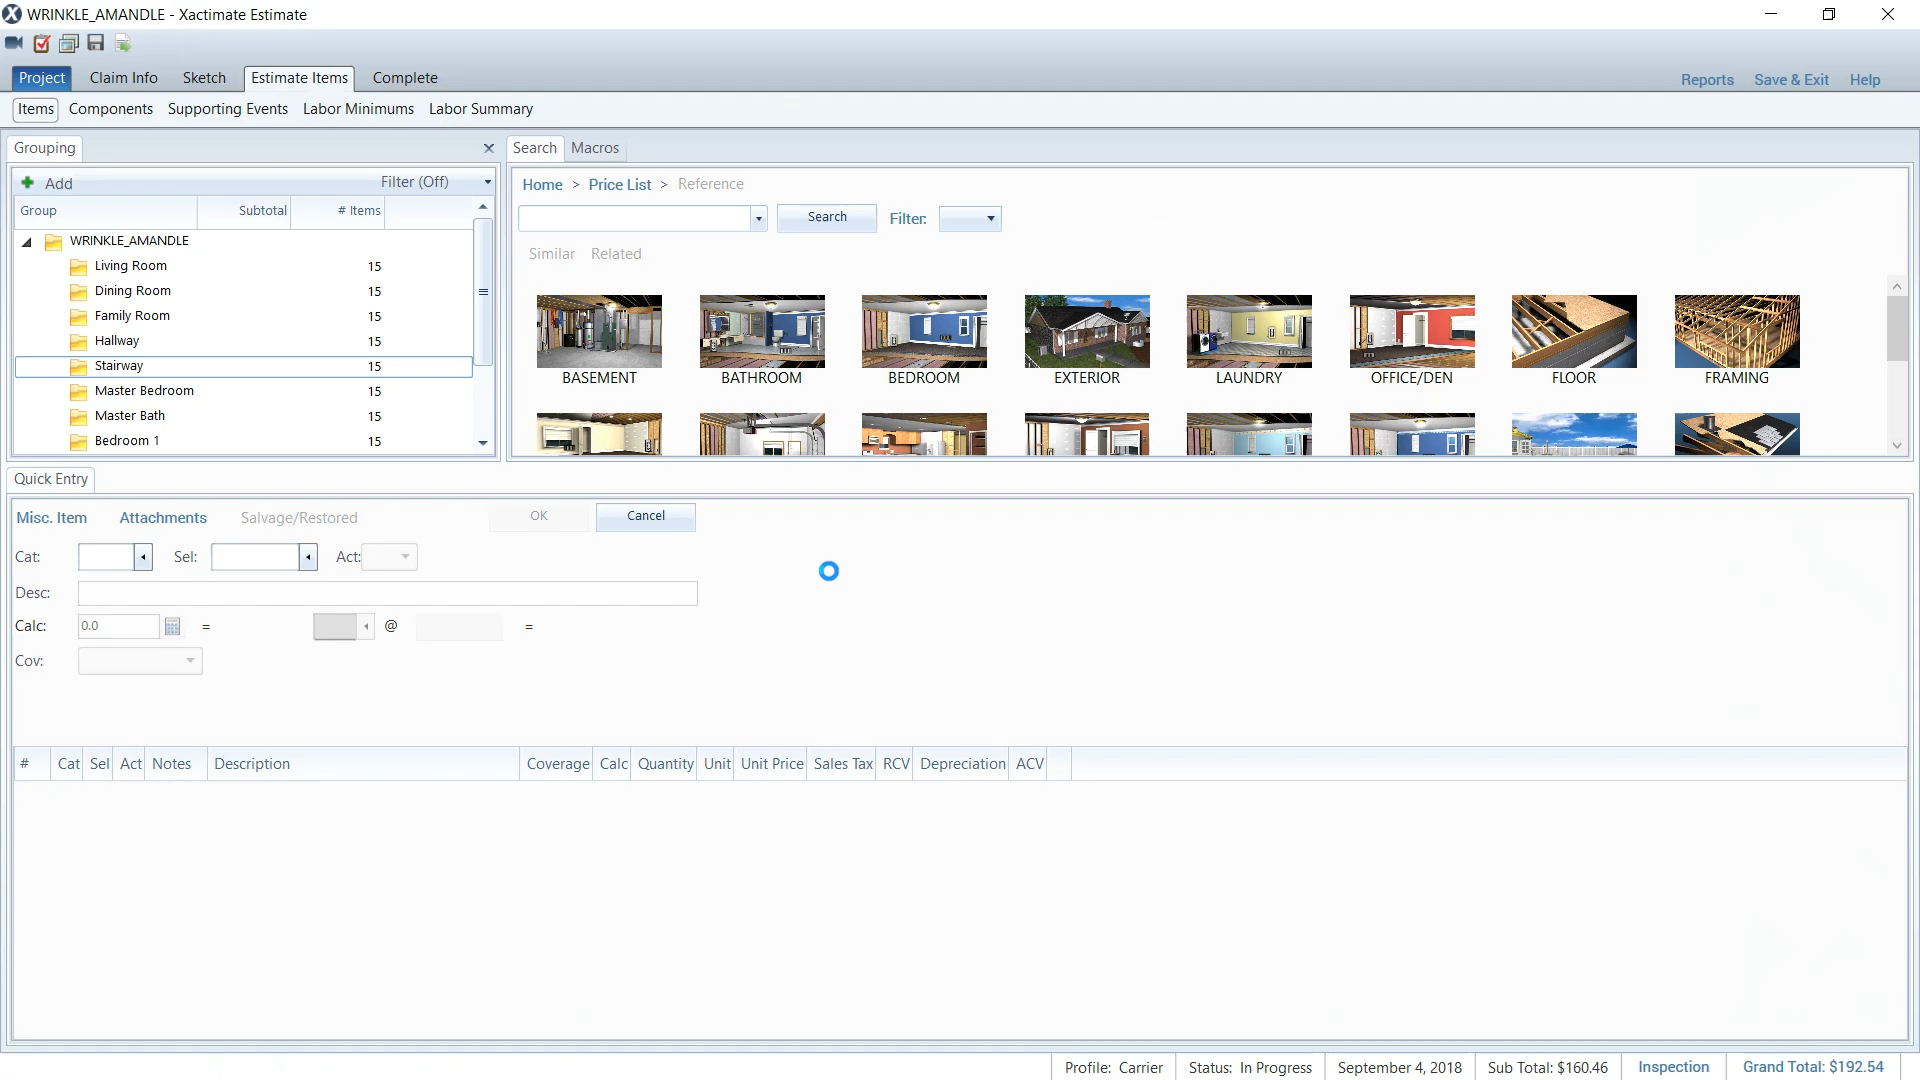 WRINKLE_AMANDLE - Xactimate Estimate
Project Claim Info Sketch Estimate Items Complete Reports Save & Exit Help
Items Components Supporting Events Labor Minimums Labor Summary
Grouping
Add Filter (Off)
Group Subtotal # Items
WRINKLE_AMANDLE
Living Room 15
Dining Room 15
Family Room 15
Hallway 15
Stairway 15
Master Bedroom 15
Master Bath 15
Bedroom 1 15
Search Macros
Home > Price List > Reference
Search Filter:
Similar Related
BASEMENT BATHROOM BEDROOM EXTERIOR LAUNDRY OFFICE/DEN FLOOR FRAMING
Quick Entry
Misc. Item Attachments Salvage/Restored OK Cancel
Cat: Sel: Act:
Desc:
Calc: 0.0 = @ =
Cov:
# Cat Sel Act Notes Description Coverage Calc Quantity Unit Unit Price Sales Tax RCV Depreciation ACV
Profile: Carrier Status: In Progress September 4, 2018 Sub Total: $160.46 Inspection Grand Total: $192.54